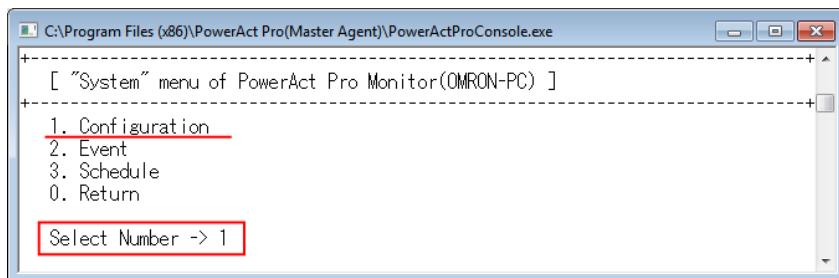 C:\Program Files (x86)\PowerAct Pro(Master Agent)\PowerActProConsole.exe
+------------------------------------------------------------------------------+
[ "System" menu of PowerAct Pro Monitor(OMRON-PC) ]
+------------------------------------------------------------------------------+
1. Configuration
2. Event
3. Schedule
0. Return
Select Number -> 1